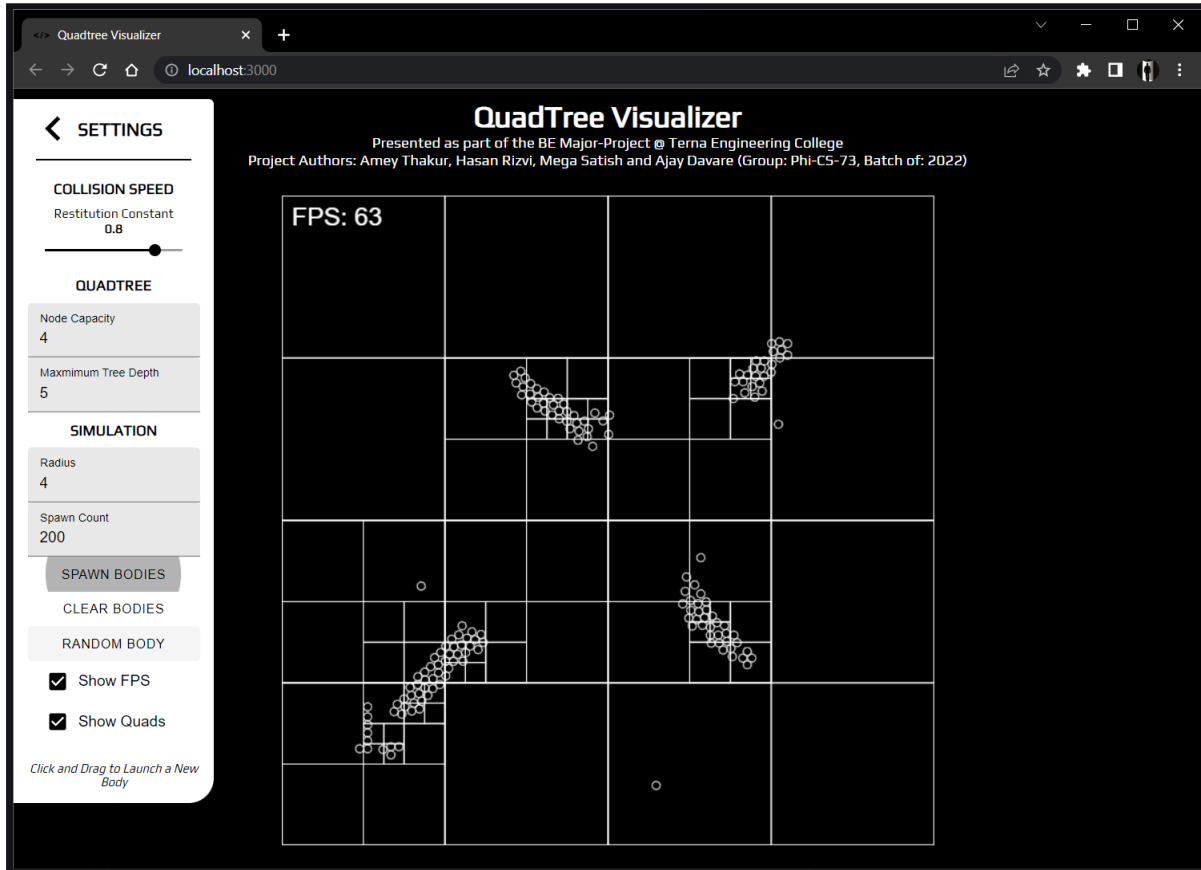 Quadtree Visualizer
localhost:3000
SETTINGS
COLLISION SPEED
Restitution Constant
0.8
QUADTREE
Node Capacity
4
Maxmimum Tree Depth
5
SIMULATION
Radius
4
Spawn Count
200
SPAWN BODIES
CLEAR BODIES
RANDOM BODY
Show FPS
Show Quads
Click and Drag to Launch a New
Body
QuadTree Visualizer
Presented as part of the BE Major-Project @ Terna Engineering College
Project Authors: Amey Thakur, Hasan Rizvi, Mega Satish and Ajay Davare (Group: Phi-CS-73, Batch of: 2022)
FPS: 63